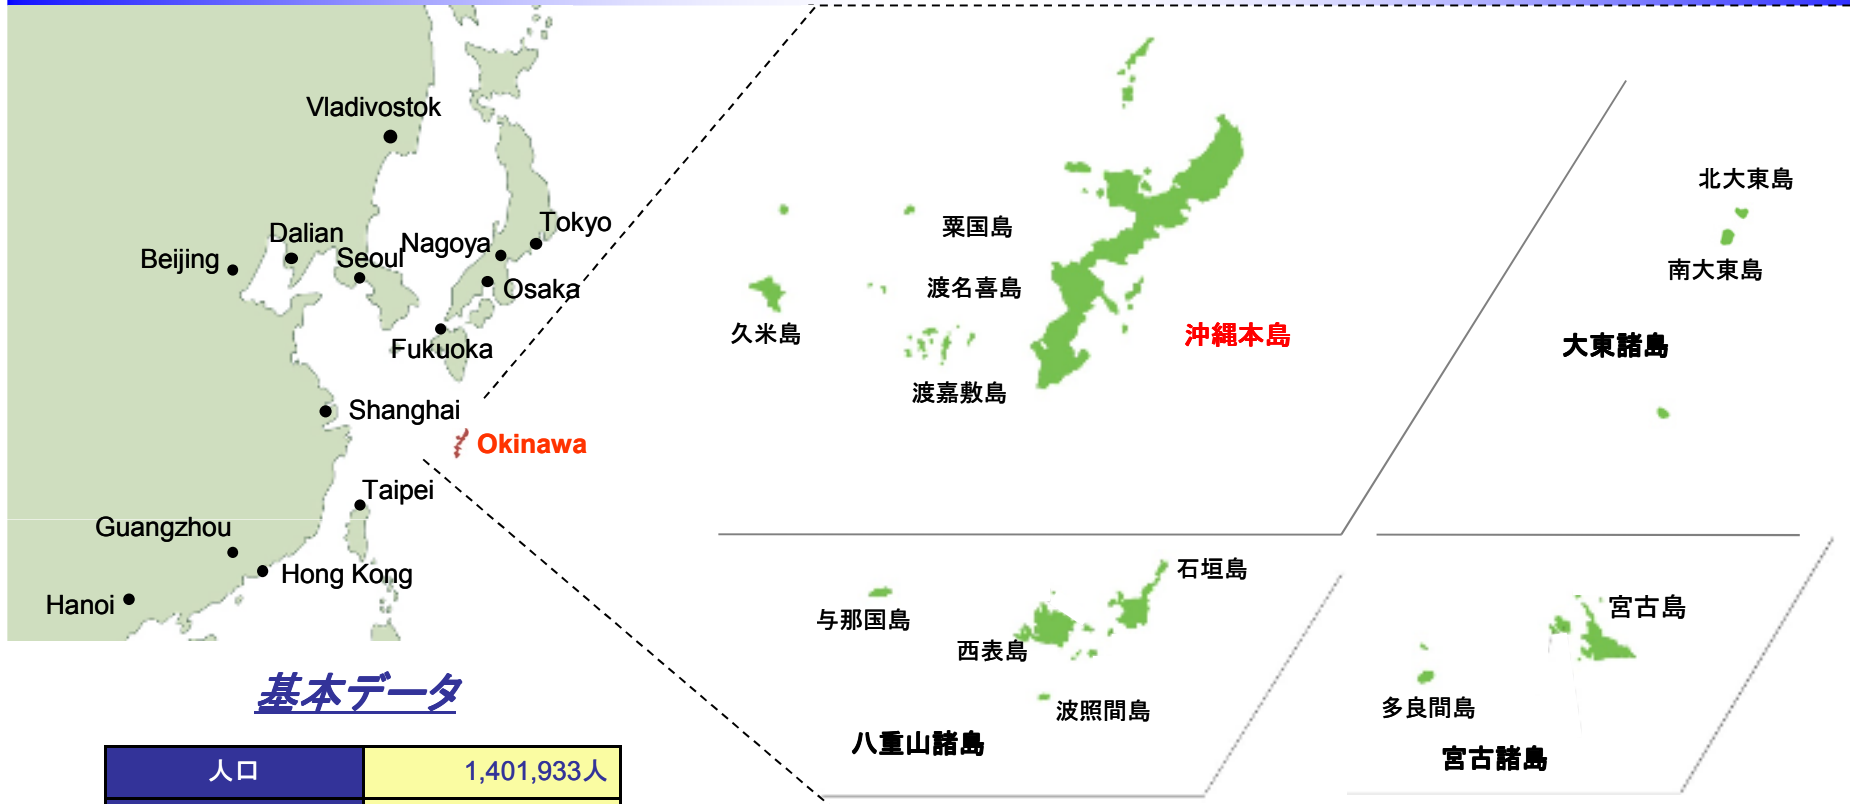 Vladivostok
Tokyo
Dalian
Nagoya
Beijing
Seoul
Osaka
Fukuoka
Shanghai
Okinawa
Taipei
Guangzhou
Hong Kong
Hanoi
粟国島
渡名喜島
久米島
沖縄本島
渡嘉敷島
北大東島
南大東島
大東諸島
石垣島
与那国島
西表島
波照間島
八重山諸島
宮古島
多良間島
宮古諸島
基本データ
人口 1,401,933人